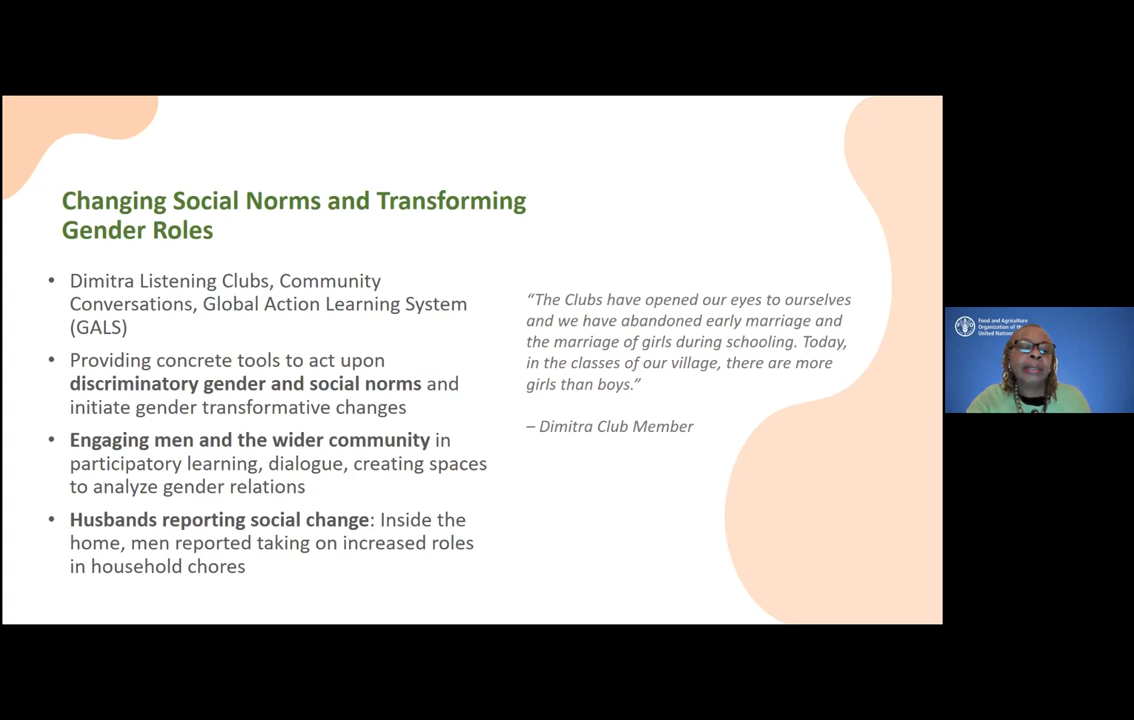 Changing Social Norms and Transforming
Gender Roles
• Dimitra Listening Clubs, Community
Conversations, Global Action Learning System
(GALS)
• Providing concrete tools to act upon
discriminatory gender and social norms and
initiate gender transformative changes
• Engaging men and the wider community in
participatory learning, dialogue, creating spaces
to analyze gender relations
• Husbands reporting social change: Inside the
home, men reported taking on increased roles
in household chores
“The Clubs have opened our eyes to ourselves
and we have abandoned early marriage and
the marriage of girls during schooling. Today,
in the classes of our village, there are more
girls than boys.”
– Dimitra Club Member
Food and Agriculture
Organization of the
United Nations